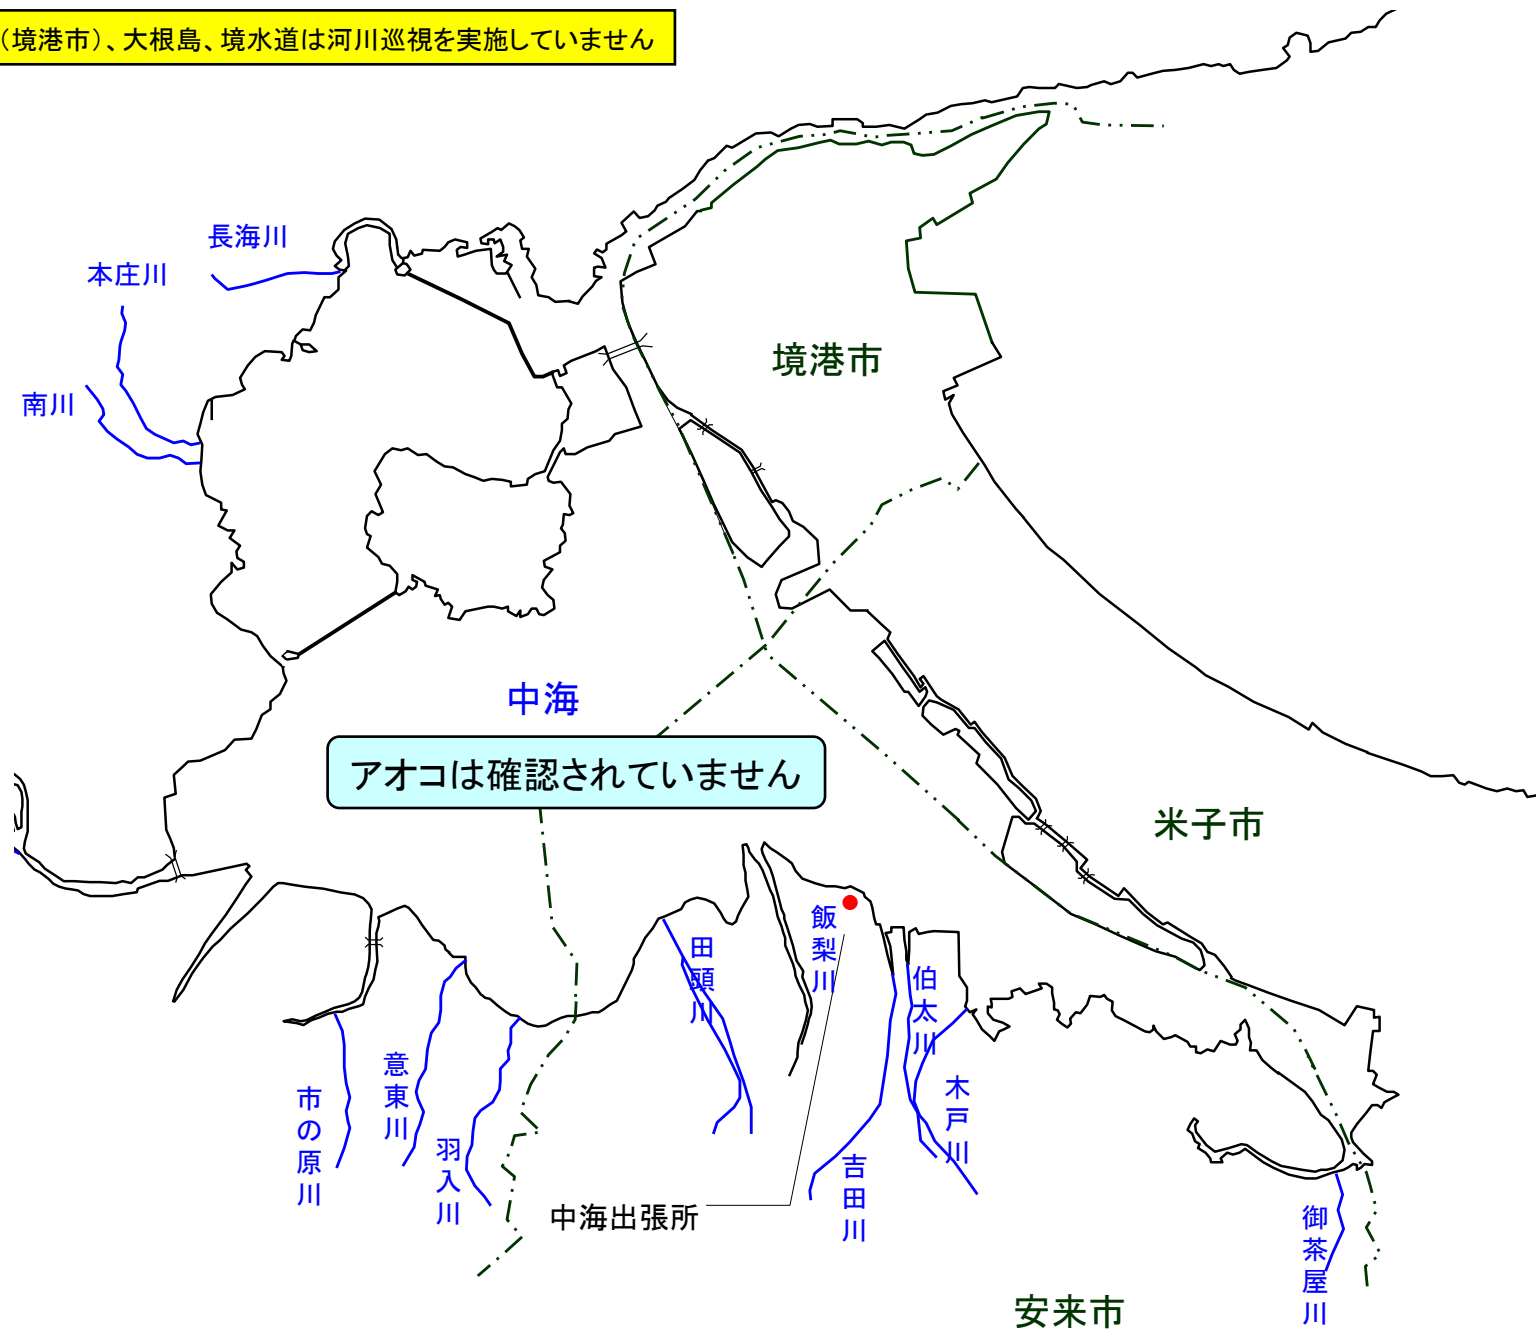 （境港市）、大根島、境水道は河川巡視を実施していません
長海川
本庄川
境港市
南川
中海
アオコは確認されていません
米子市
飯梨川
田頭川
伯太川
意東川
木戸川
市の原川
羽入川
吉田川
中海出張所
御茶屋川
安来市